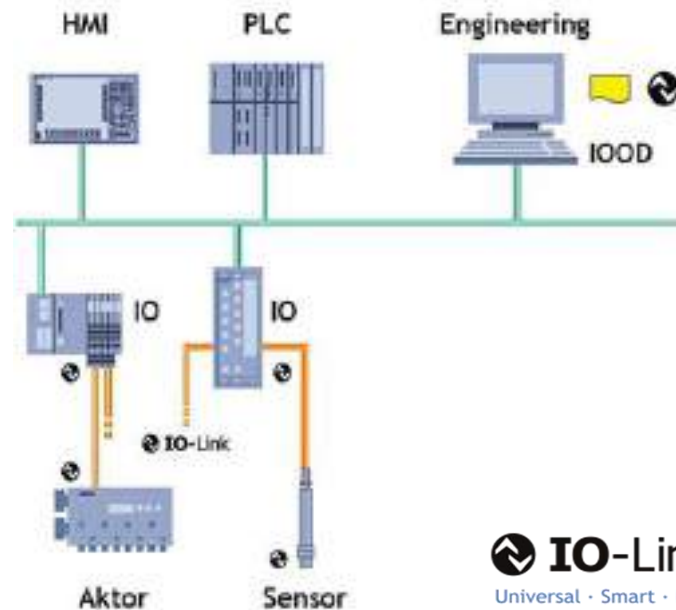 HMI PLC Engineering
IOOD
IO IO
IO-Link
Aktor Sensor
IO-Lin
Universal · Smart ·